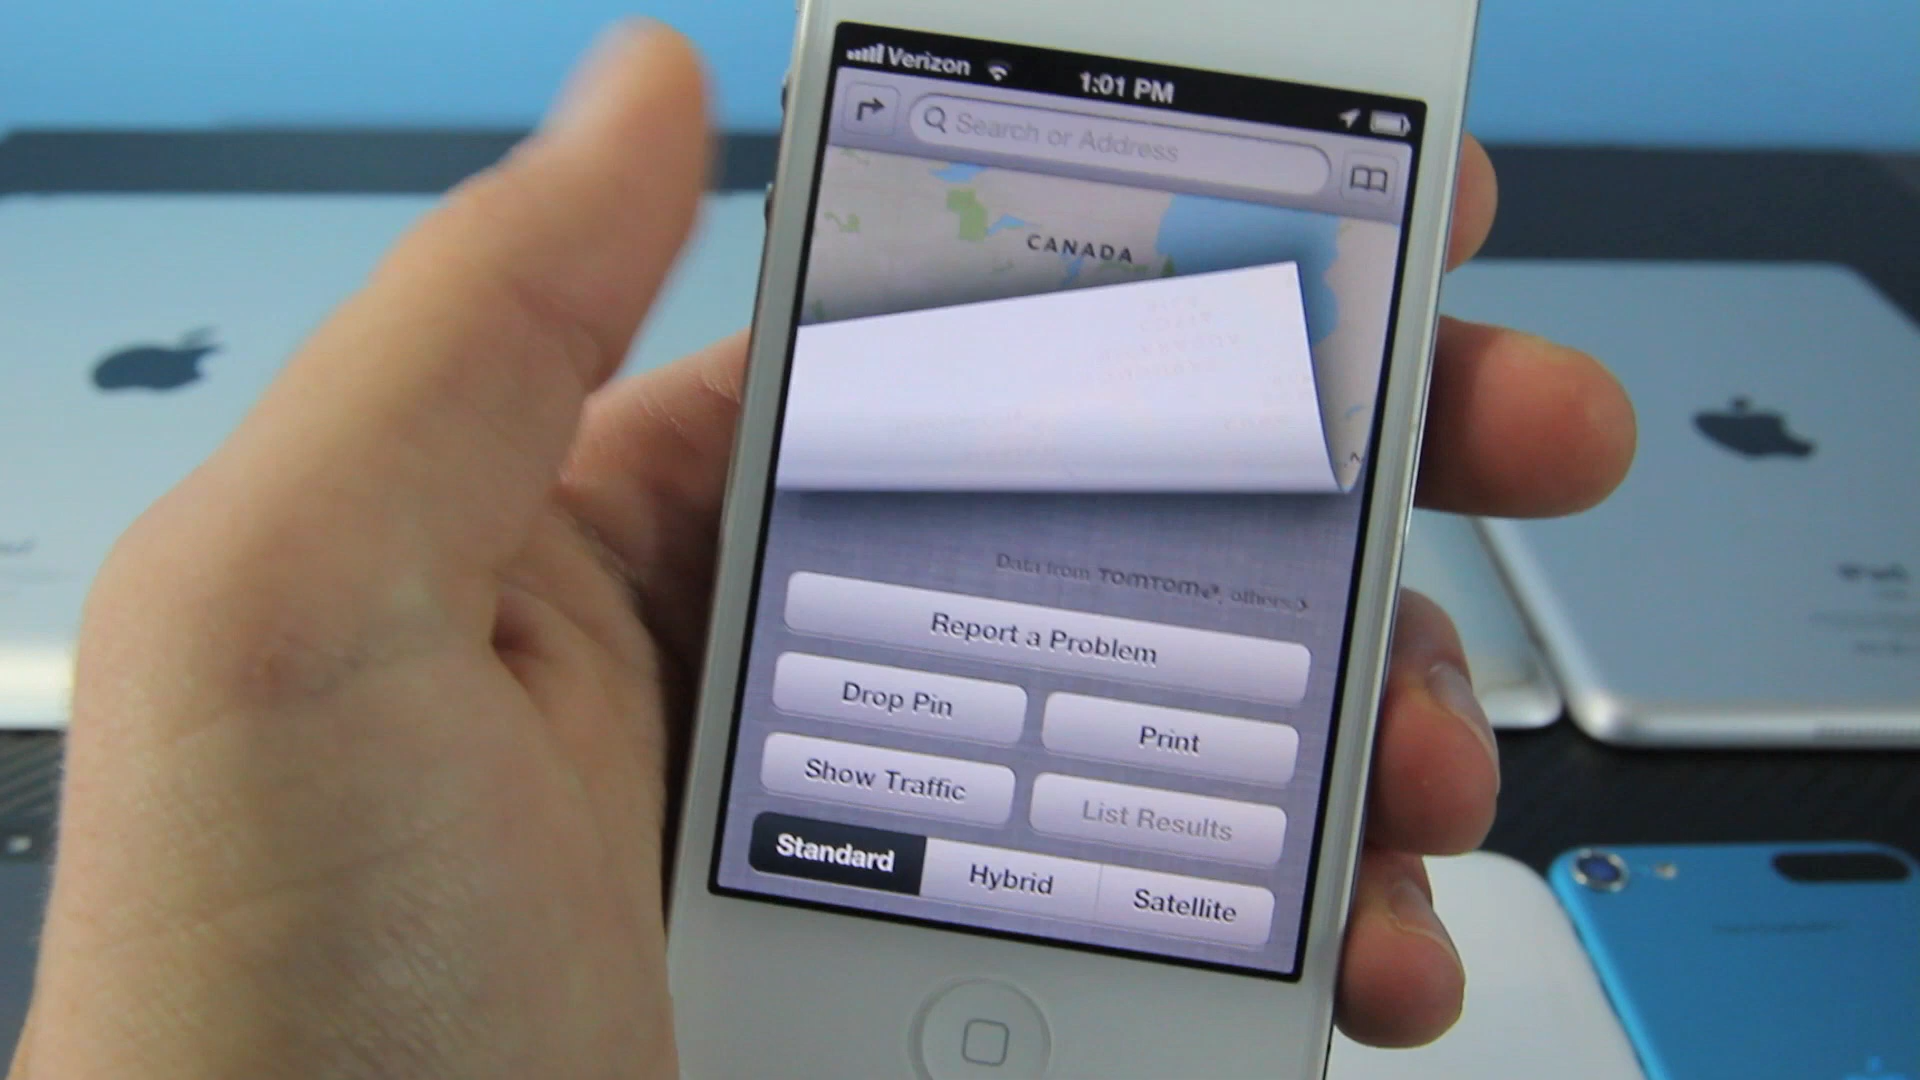 Verizon 1:01 PM
Search or Address
CANADA
Data from TOMTOM, others >
Report a Problem
Drop Pin
Print
Show Traffic
List Results
Standard
Hybrid
Satellite